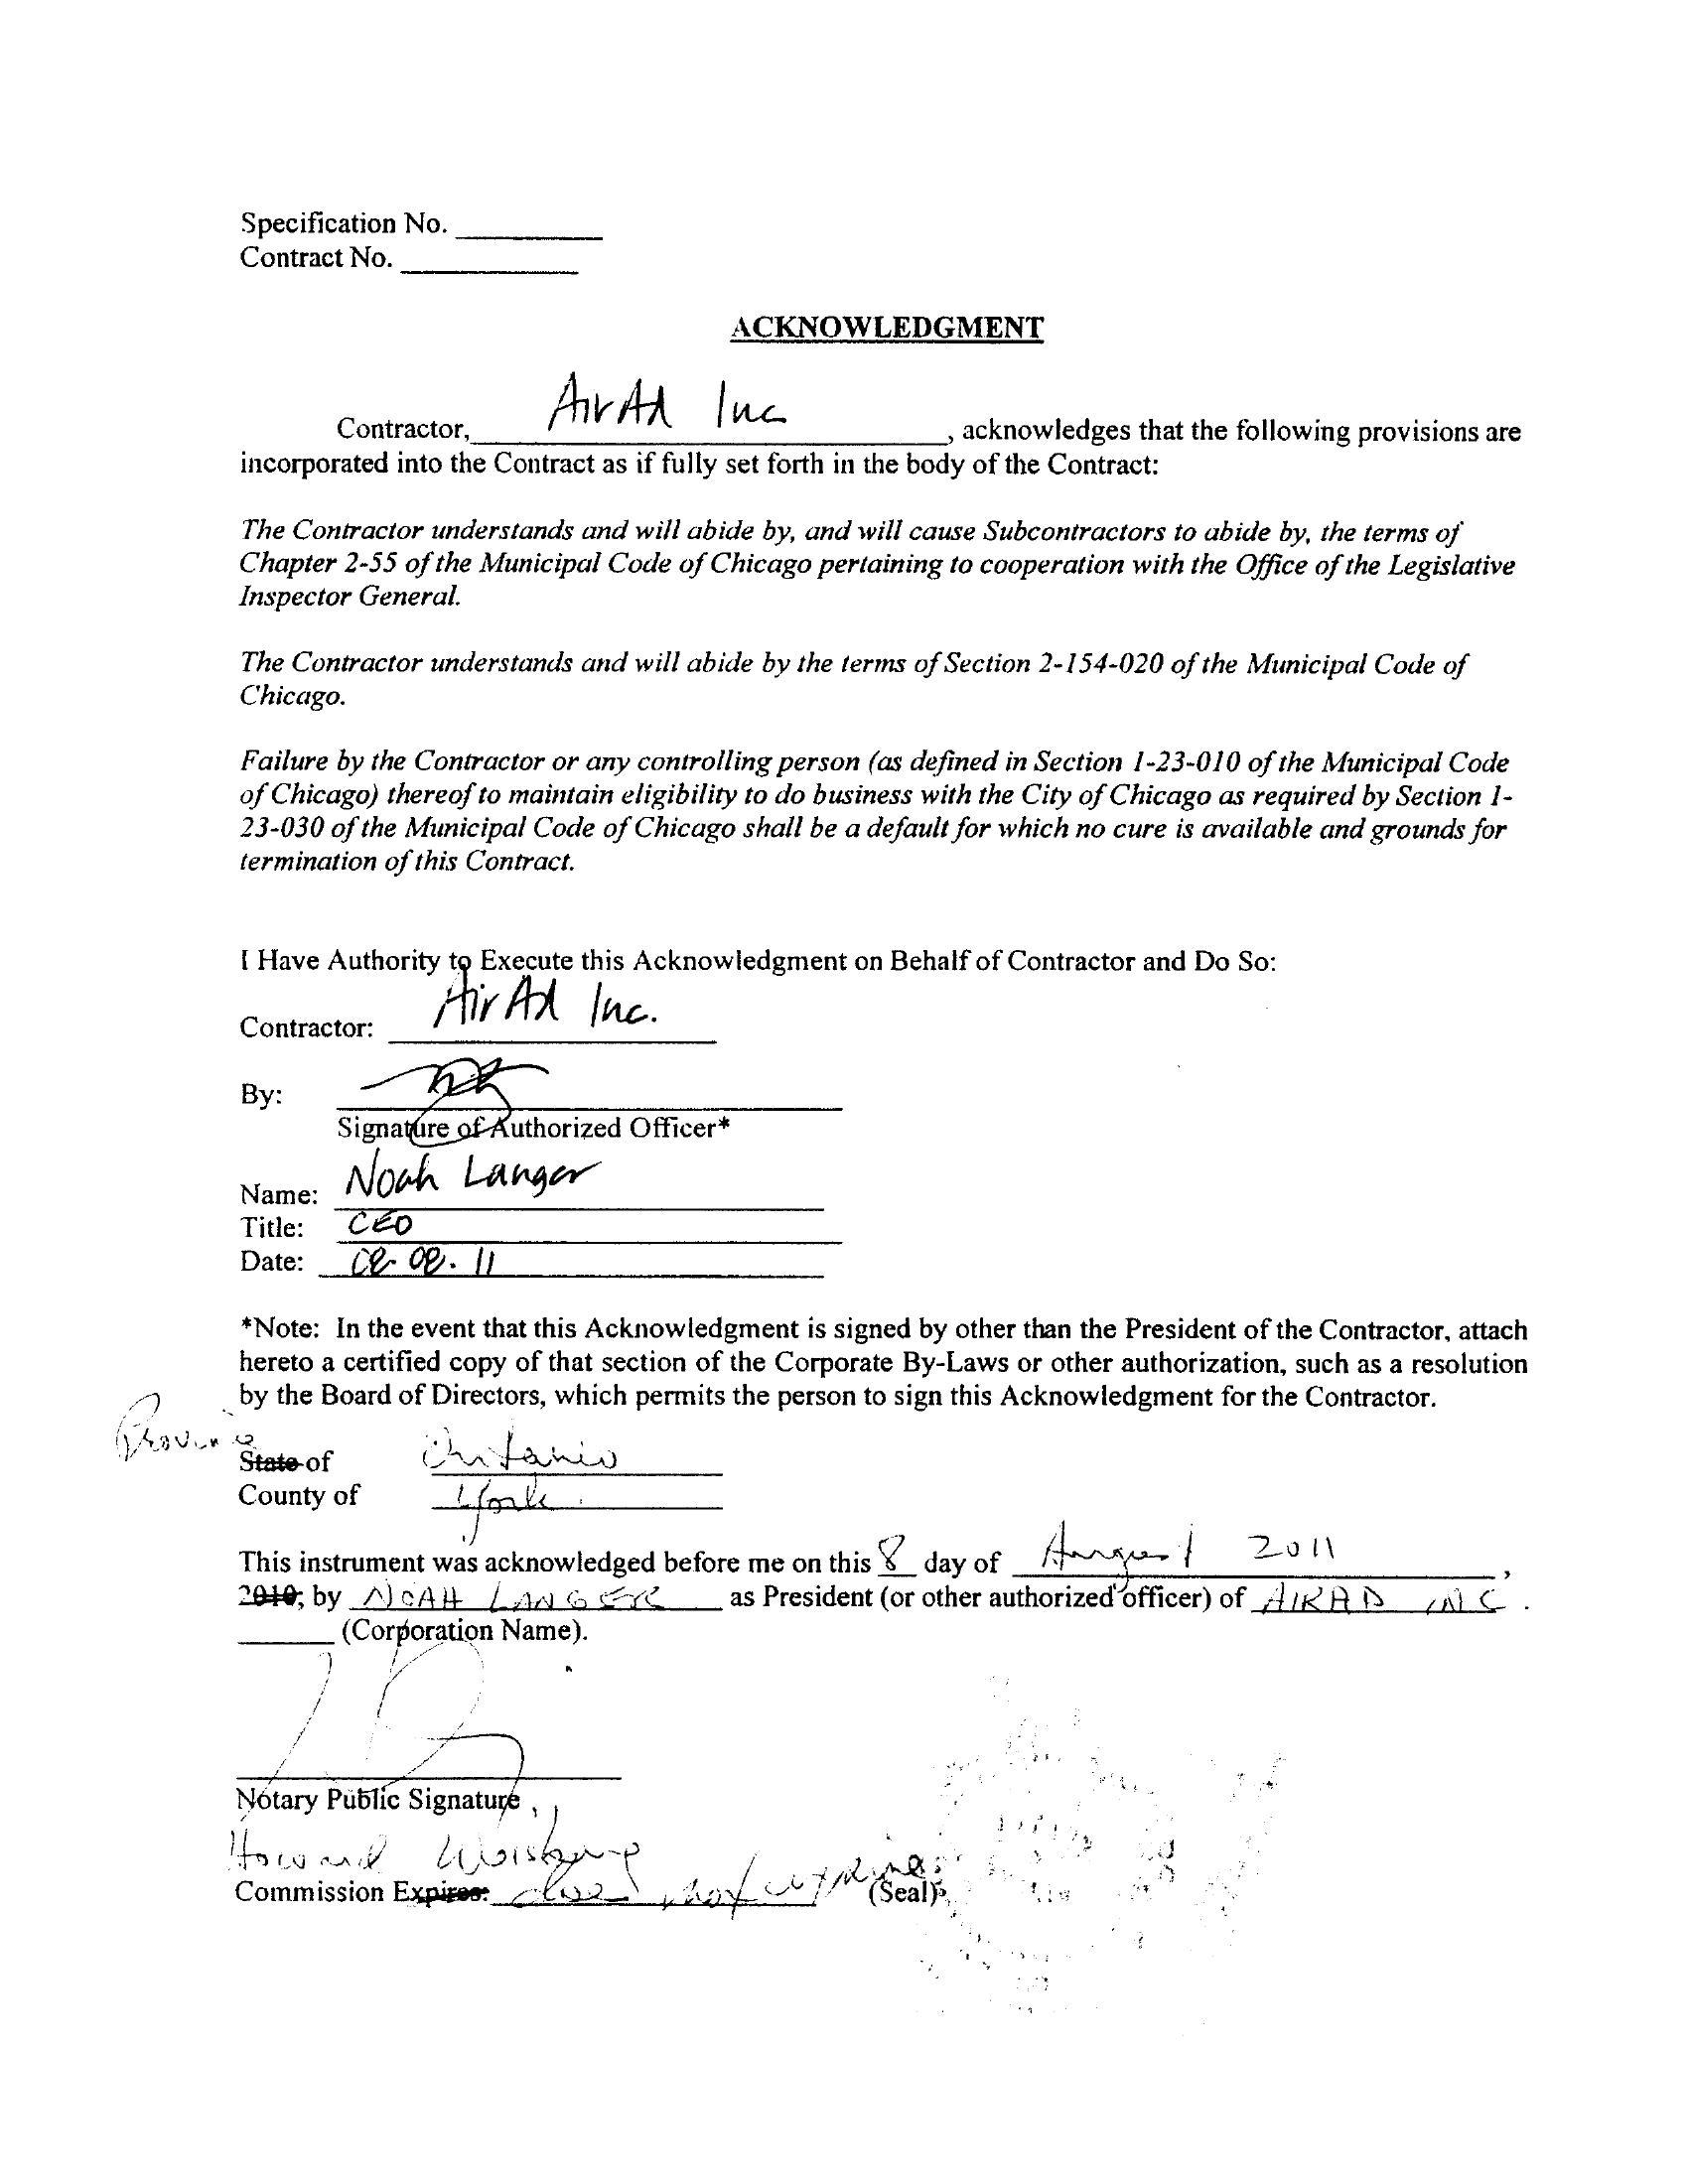 Specification No. __________
Contract No. ____________
ACKNOWLEDGMENT
Contractor, AirAd Inc, acknowledges that the following provisions are
incorporated into the Contract as if fully set forth in the body of the Contract:
The Contractor understands and will abide by, and will cause Subcontractors to abide by, the terms of
Chapter 2-55 of the Municipal Code of Chicago pertaining to cooperation with the Office of the Legislative
Inspector General.
The Contractor understands and will abide by the terms of Section 2-154-020 of the Municipal Code of
Chicago.
Failure by the Contractor or any controlling person (as defined in Section 1-23-010 of the Municipal Code
of Chicago) thereof to maintain eligibility to do business with the City of Chicago as required by Section 1-
23-030 of the Municipal Code of Chicago shall be a default for which no cure is available and grounds for
termination of this Contract.
I Have Authority to Execute this Acknowledgment on Behalf of Contractor and Do So:
Contractor: AirAd Inc.
By:
Signature of Authorized Officer*
Name: Noah Langer
Title: CEO
Date: 08.08.11
*Note: In the event that this Acknowledgment is signed by other than the President of the Contractor, attach
hereto a certified copy of that section of the Corporate By-Laws or other authorization, such as a resolution
by the Board of Directors, which permits the person to sign this Acknowledgment for the Contractor.
Province
State of Ontario
County of York
This instrument was acknowledged before me on this 8 day of August 2011,
2010, by NOAH LANGER as President (or other authorized officer) of AIRAD INC.
______ (Corporation Name).
Notary Public Signature
Howard
Commission Expires: does not expire (Seal)